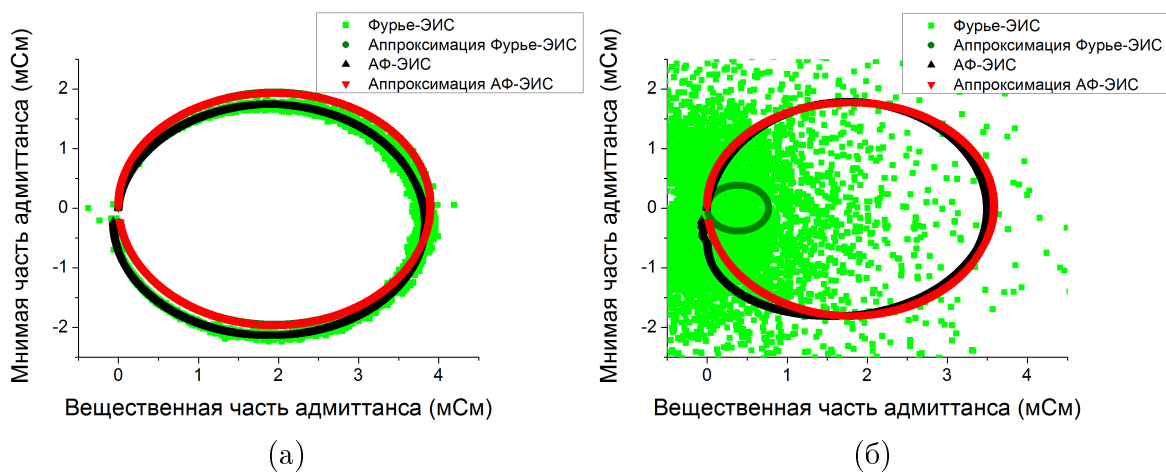 Фурье-ЭИС
Аппроксимация Фурье-ЭИС
АФ-ЭИС
Аппроксимация АФ-ЭИС
Мнимая часть адмиттанса (мСм)
2
1
0
-1
-2
0
1
2
3
4
Вещественная часть адмиттанса (мСм)
(а)
Фурье-ЭИС
Аппроксимация Фурье-ЭИС
АФ-ЭИС
Аппроксимация АФ-ЭИС
Мнимая часть адмиттанса (мСм)
2
1
0
-1
-2
0
1
2
3
4
Вещественная часть адмиттанса (мСм)
(б)